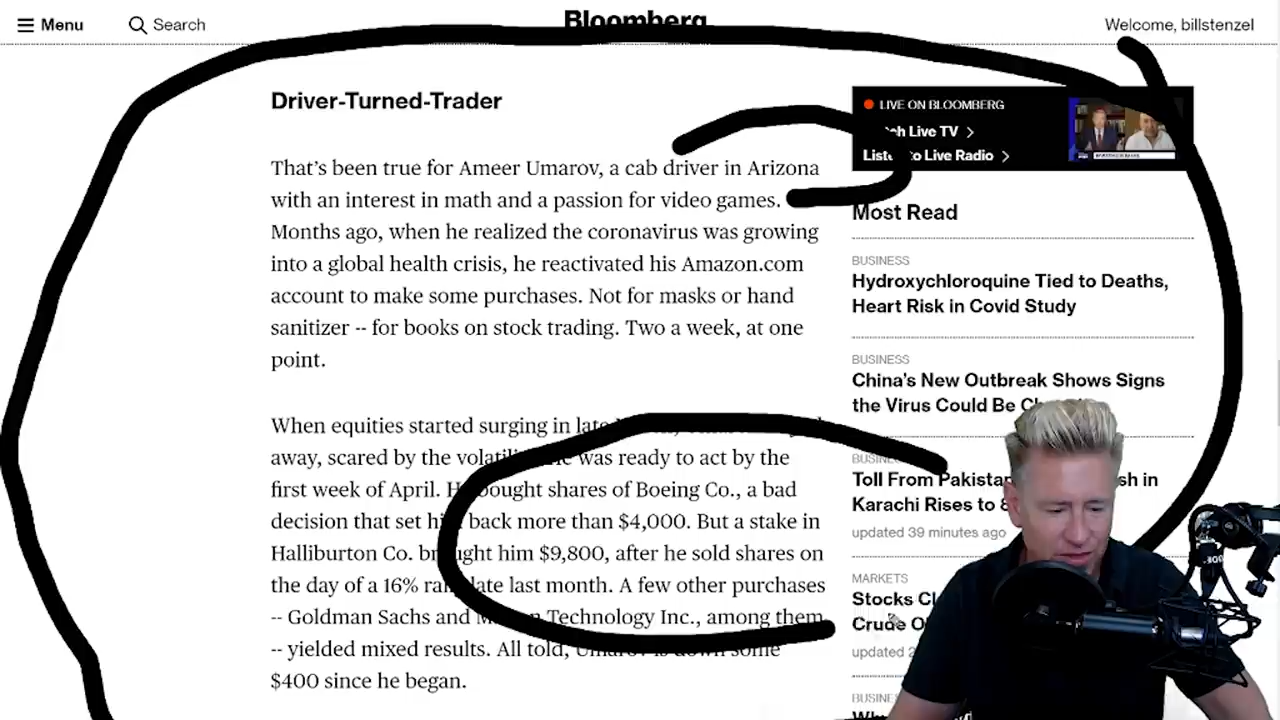 Menu
Search
Bloomberg
Welcome, billstenzel
Driver-Turned-Trader
That's been true for Ameer Umarov, a cab driver in Arizona
with an interest in math and a passion for video games.
Months ago, when he realized the coronavirus was growing
into a global health crisis, he reactivated his Amazon.com
account to make some purchases. Not for masks or hand
sanitizer -- for books on stock trading. Two a week, at one
point.
When equities started surging in late
away, scared by the was ready to act by the
first week of April. bought shares of Boeing Co., a bad
decision that set back more than $4,000. But a stake in
Halliburton Co. him $9,800, after he sold shares on
the day of a 16% last month. A few other purchases
-- Goldman Sachs and Technology Inc., among them
-- yielded mixed results. All told, Umarov is down some
$400 since he began.
LIVE ON BLOOMBERG
Live TV
to Live Radio
Most Read
BUSINESS
Hydroxychloroquine Tied to Deaths,
Heart Risk in Covid Study
BUSINESS
China's New Outbreak Shows Signs
the Virus Could Be
Toll From in
Karachi Rises to
updated 39 minutes ago
MARKETS
Stocks
Crude
updated